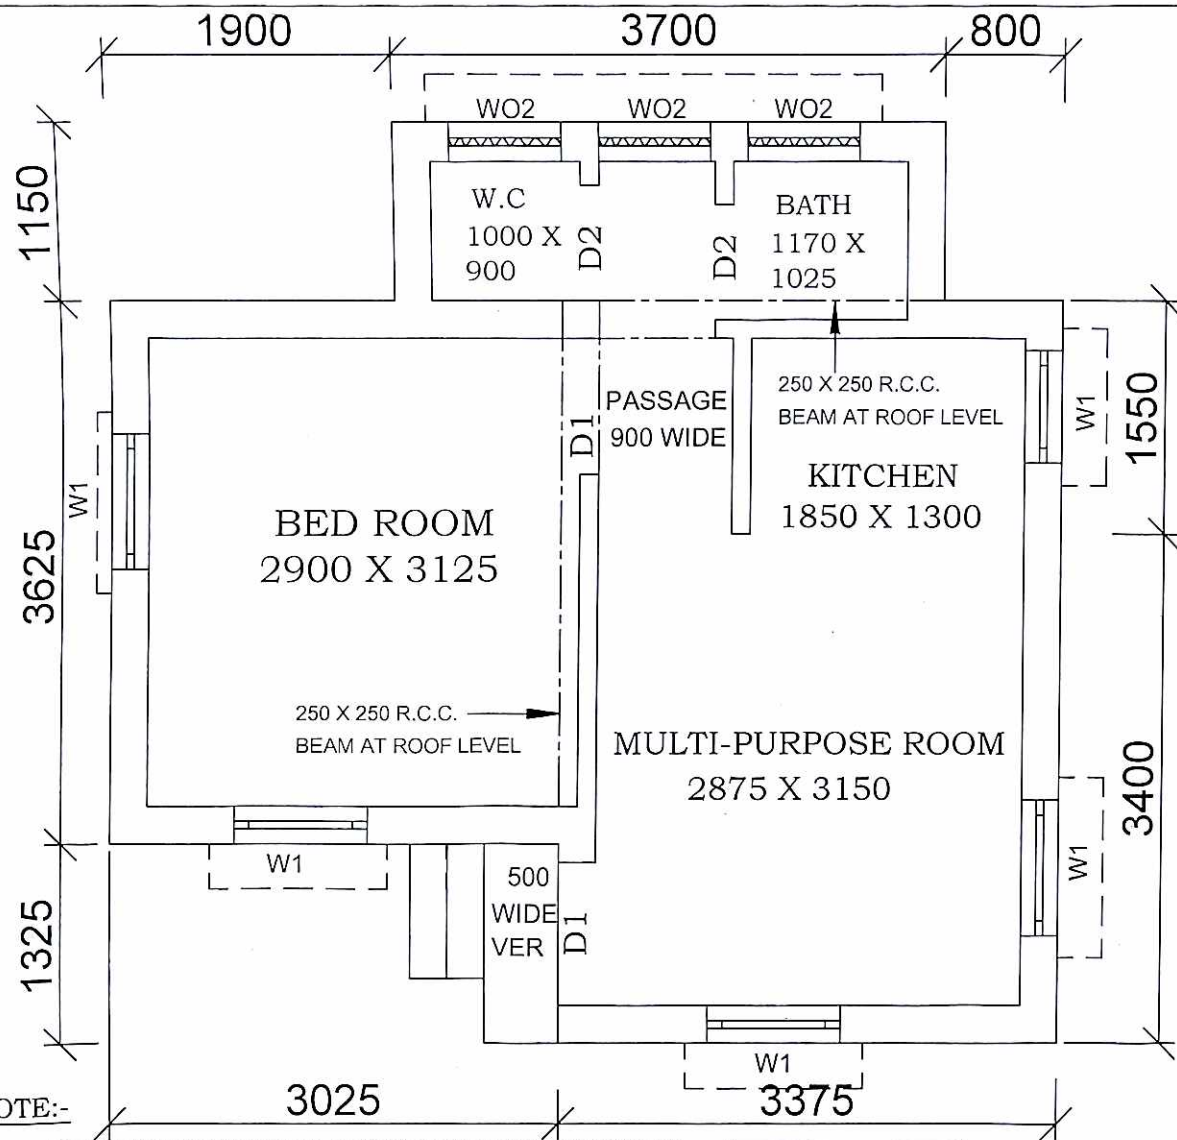 1900
3700
800
WO2
WO2
WO2
1150
W.C
1000 X
900
D2
D2
BATH
1170 X
1025
PASSAGE
900 WIDE
D1
250 X 250 R.C.C.
BEAM AT ROOF LEVEL
W1
1550
KITCHEN
1850 X 1300
W1
3625
BED ROOM
2900 X 3125
250 X 250 R.C.C.
BEAM AT ROOF LEVEL
MULTI-PURPOSE ROOM
2875 X 3150
3400
W1
W1
500
WIDE
VER
D1
1325
W1
OTE:-
3025
3375